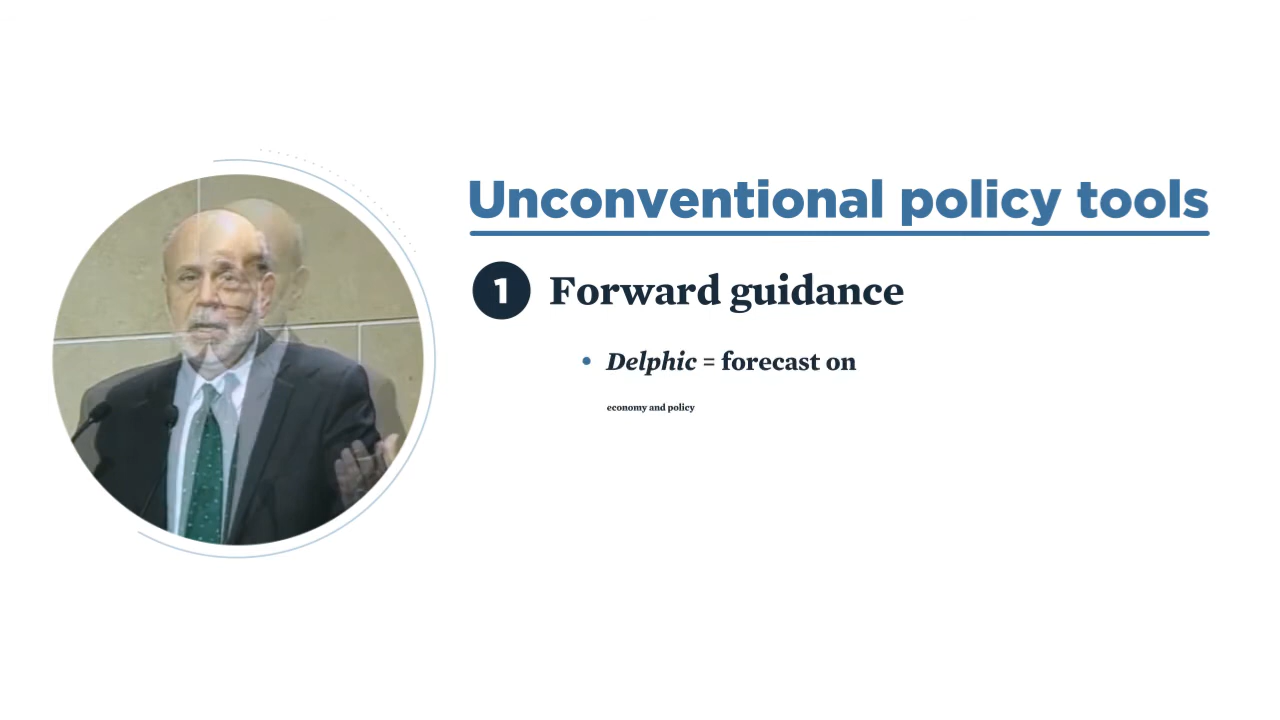 Unconventional policy tools
1 Forward guidance
• Delphic = forecast on
economy and policy